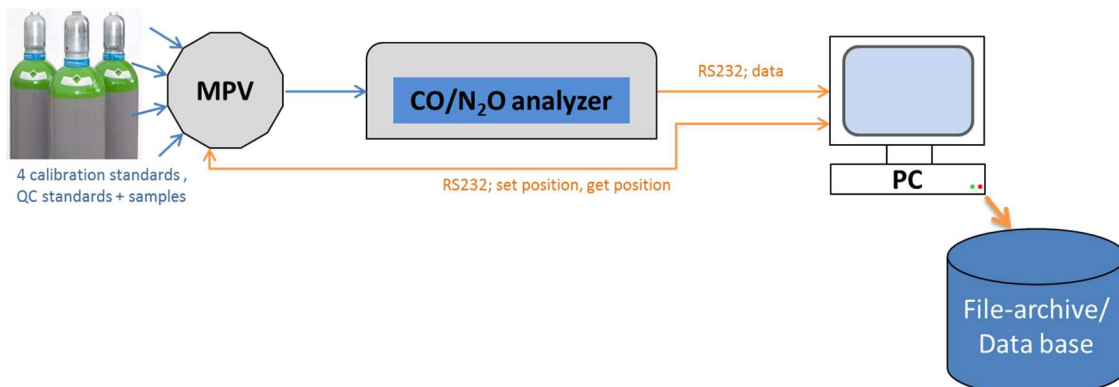 MPV
CO/N₂O analyzer
RS232; data
4 calibration standards ,
QC standards + samples
RS232; set position, get position
PC
File-archive/
Data base